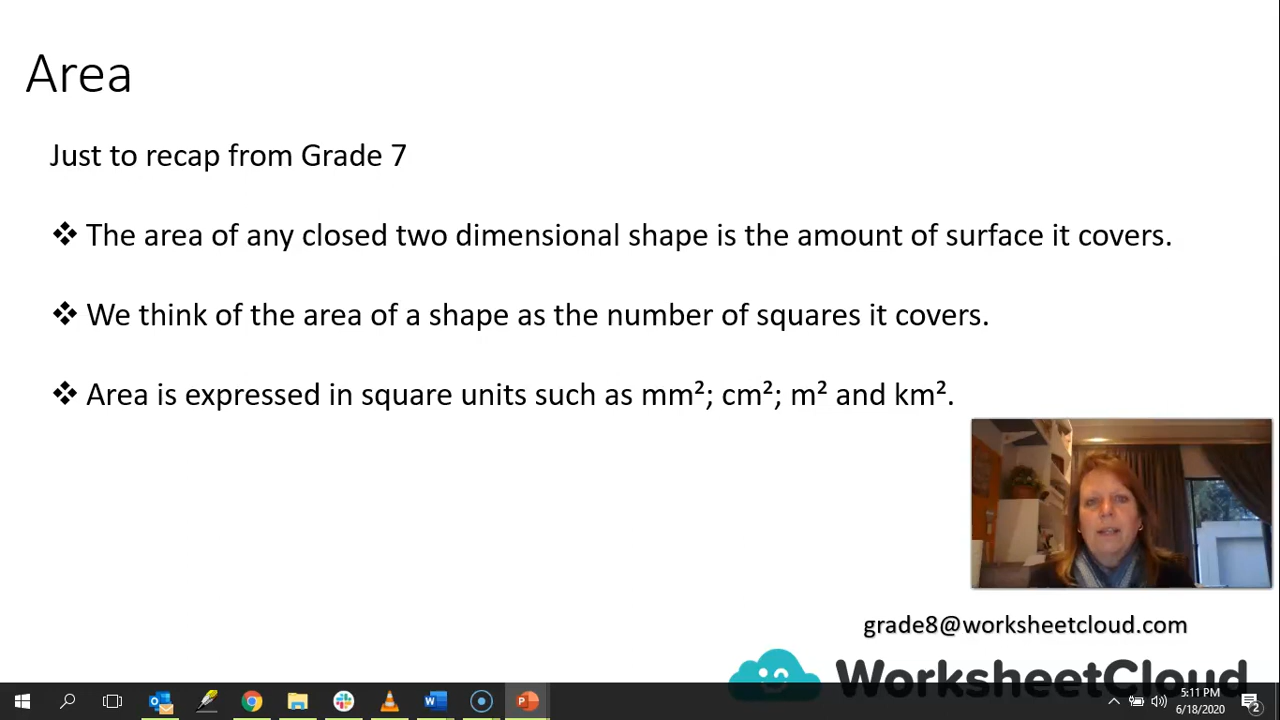 Area
Just to recap from Grade 7
❖ The area of any closed two dimensional shape is the amount of surface it covers.
❖ We think of the area of a shape as the number of squares it covers.
❖ Area is expressed in square units such as mm²; cm²; m² and km².
grade8@worksheetcloud.com
WorksheetCloud
5:11 PM
6/18/2020
2